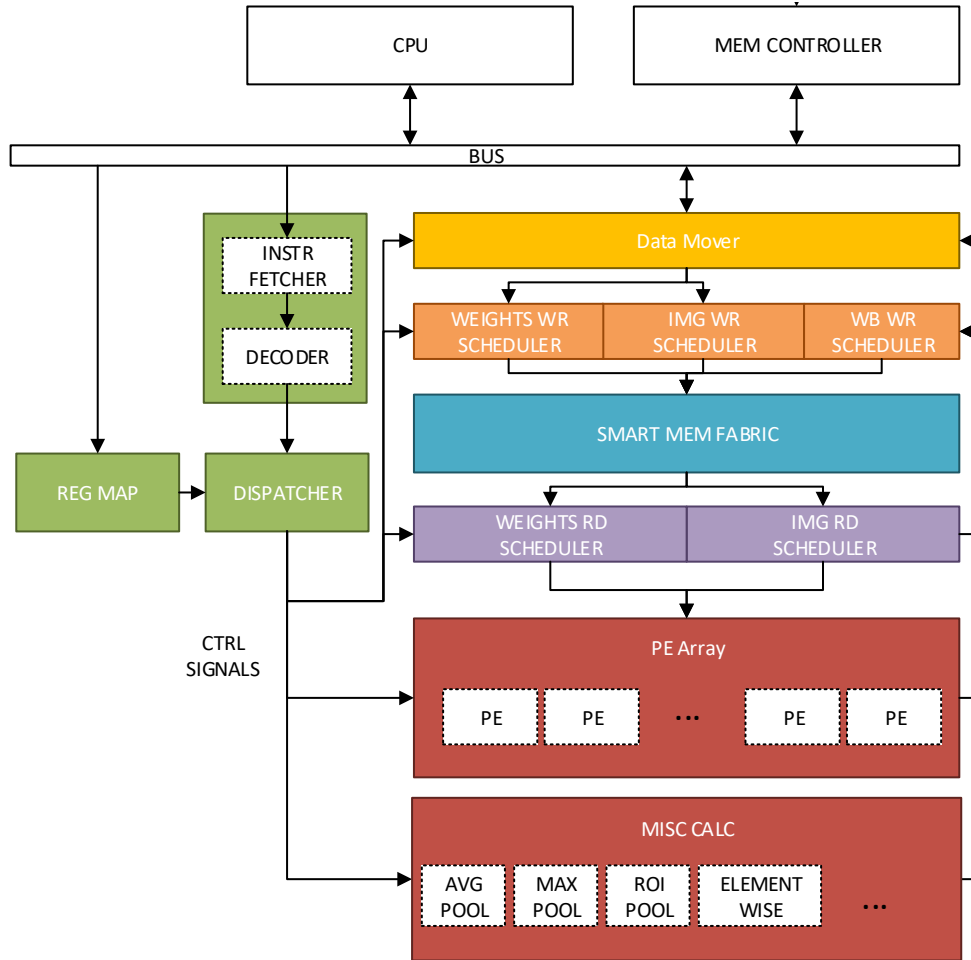 CPU
MEM CONTROLLER
BUS
INSTR
FETCHER
DECODER
REG MAP
DISPATCHER
CTRL
SIGNALS
Data Mover
WEIGHTS WR
SCHEDULER
IMG WR
SCHEDULER
WB WR
SCHEDULER
SMART MEM FABRIC
WEIGHTS RD
SCHEDULER
IMG RD
SCHEDULER
PE Array
PE
PE
...
PE
PE
MISC CALC
AVG
POOL
MAX
POOL
ROI
POOL
ELEMENT
WISE
...